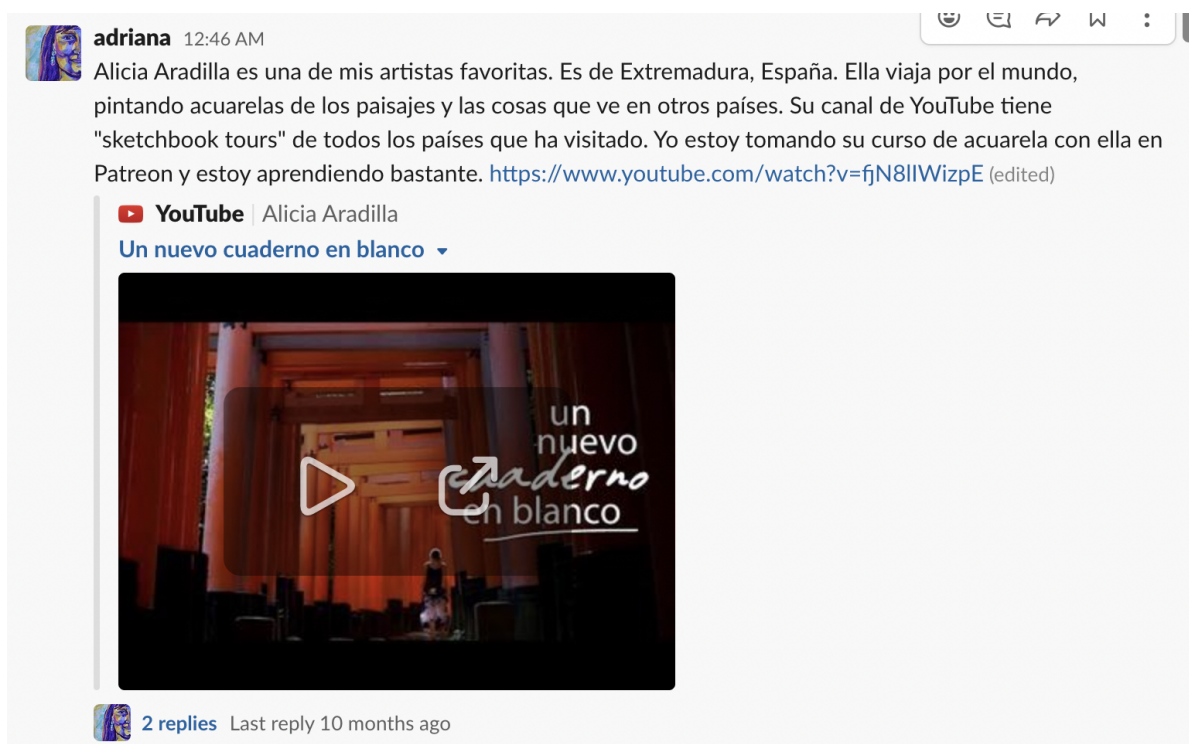 adriana 12:46 AM
Alicia Aradilla es una de mis artistas favoritas. Es de Extremadura, España. Ella viaja por el mundo,
pintando acuarelas de los paisajes y las cosas que ve en otros países. Su canal de YouTube tiene
"sketchbook tours" de todos los países que ha visitado. Yo estoy tomando su curso de acuarela con ella en
Patreon y estoy aprendiendo bastante. https://www.youtube.com/watch?v=fjN8lIWizpE (edited)
YouTube Alicia Aradilla
Un nuevo cuaderno en blanco
un
nuevo
cuaderno
en blanco
2 replies Last reply 10 months ago